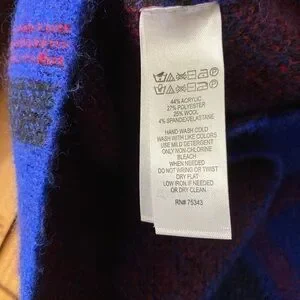 44% ACRYLIC
27% POLYESTER
25% WOOL
4% SPANDEX/ELASTANE
HAND WASH COLD
WASH WITH LIKE COLORS
USE MILD DETERGENT
ONLY NON-CHLORINE
BLEACH
WHEN NEEDED
DO NOT WRING OR TWIST
DRY FLAT
LOW IRON IF NEEDED
OR DRY CLEAN
RN# 75343